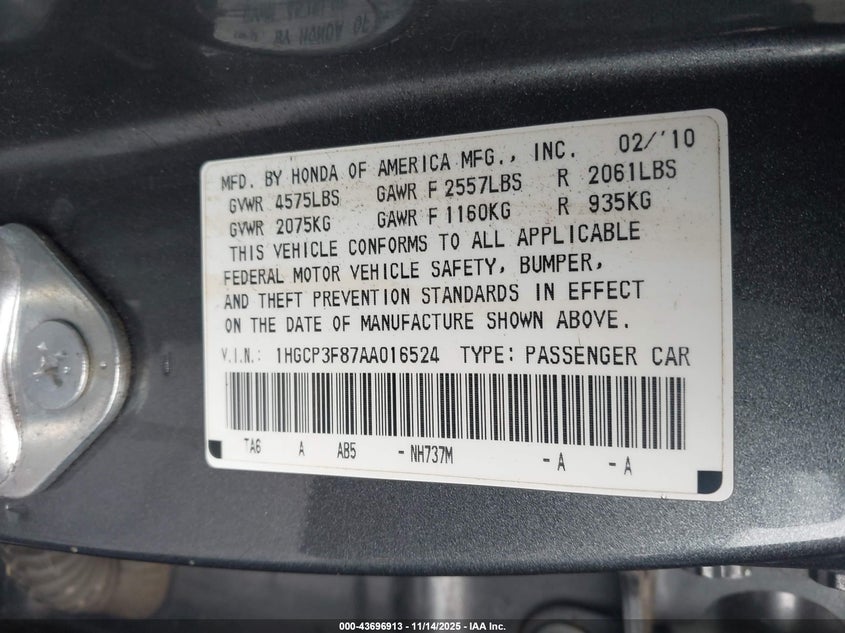 MFD. BY HONDA OF AMERICA MFG., INC. 02/'10
GVWR 4575LBS GAWR F 2557LBS R 2061LBS
GVWR 2075KG GAWR F 1160KG R 935KG
THIS VEHICLE CONFORMS TO ALL APPLICABLE
FEDERAL MOTOR VEHICLE SAFETY, BUMPER,
AND THEFT PREVENTION STANDARDS IN EFFECT
ON THE DATE OF MANUFACTURE SHOWN ABOVE.
V.I.N.: 1HGCP3F87AA016524 TYPE: PASSENGER CAR
TA6 A AB5 - NH737M - A - A
000-43696913 - 11/14/2025 - IAA Inc.